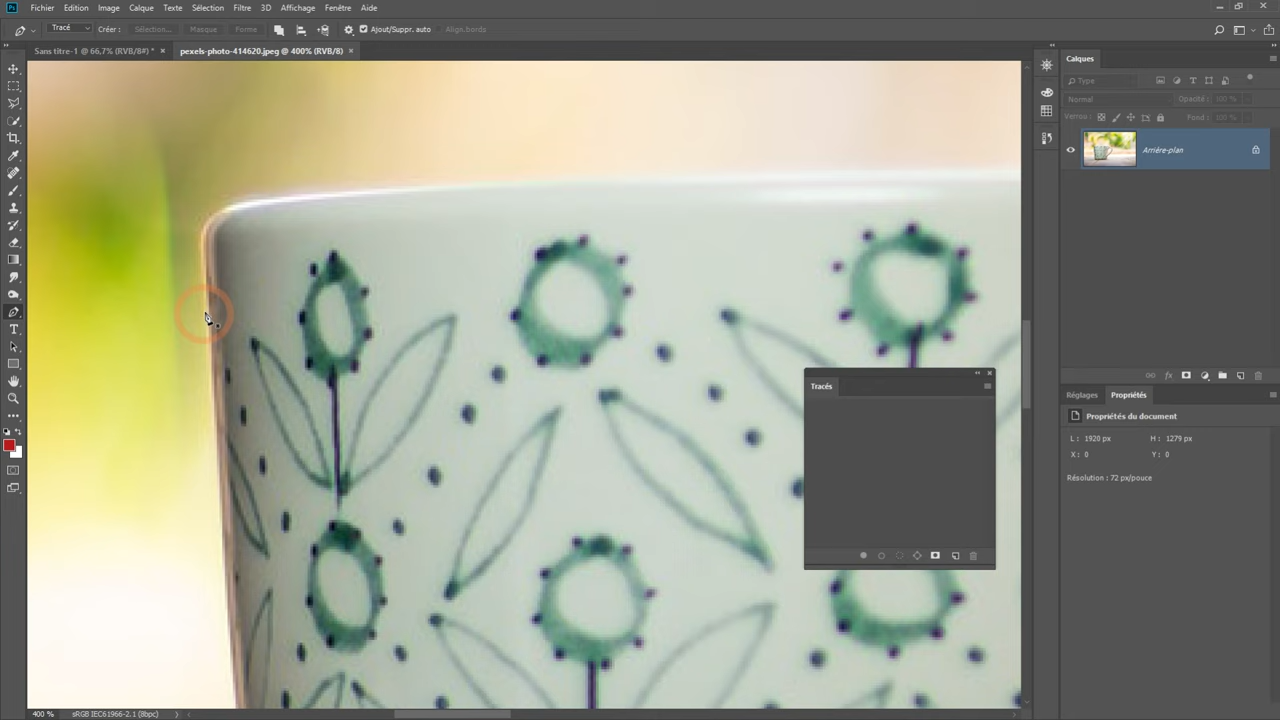 Ps Fichier Edition Image Calque Texte Sélection Filtre 3D Affichage Fenêtre Aide
Tracé Créer : Sélection... Masque Forme Ajout/Suppr. auto Align.bords
Sans titre-1 @ 66,7% (RVB/8#) * × pexels-photo-414620.jpeg @ 400% (RVB/8) ×
Calques
Type
Normal Opacité : 100 %
Verrou : Fond : 100 %
Arrière-plan
Tracés
Réglages Propriétés
Propriétés du document
L : 1920 px H : 1279 px
X : 0 Y : 0
Résolution : 72 px/pouce
400 % sRGB IEC61966-2.1 (8bpc)